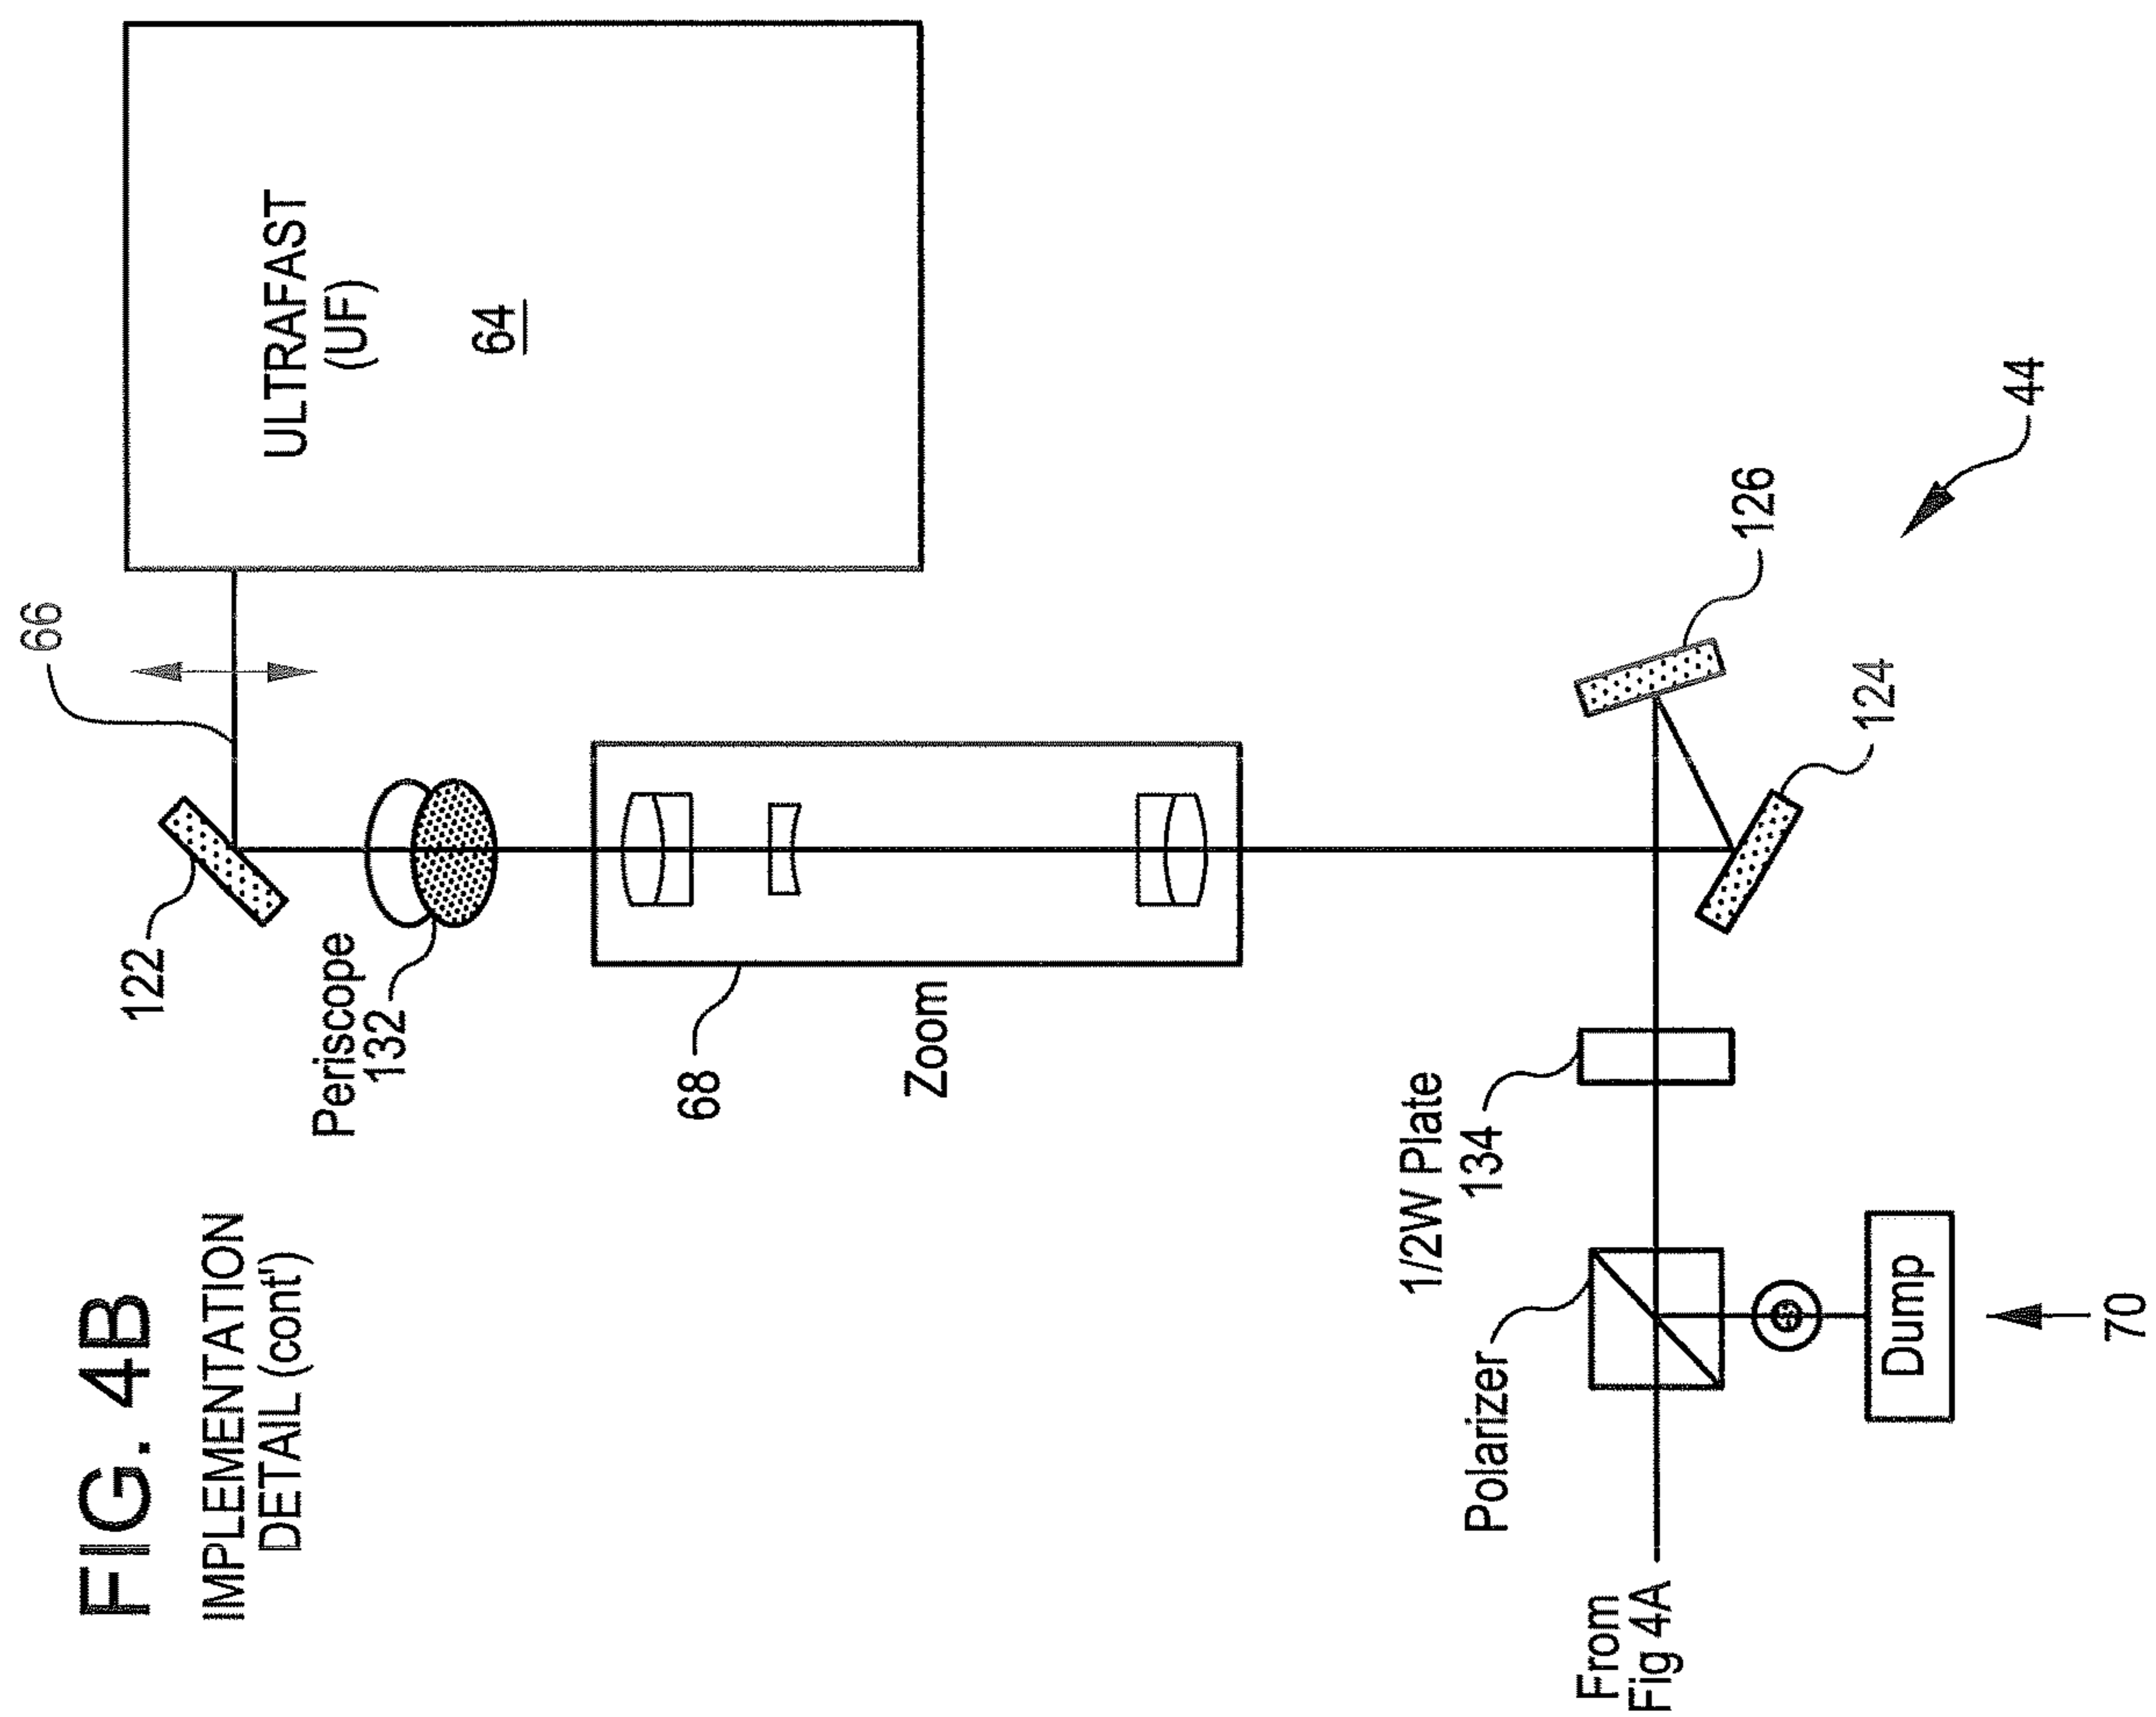 FIG. 4B
IMPLEMENTATION
DETAIL (cont')
66
ULTRAFAST
(UF)
64
122
Periscope
132
68
Zoom
126
44
124
1/2W Plate
134
Polarizer
Dump
70
From
Fig 4A